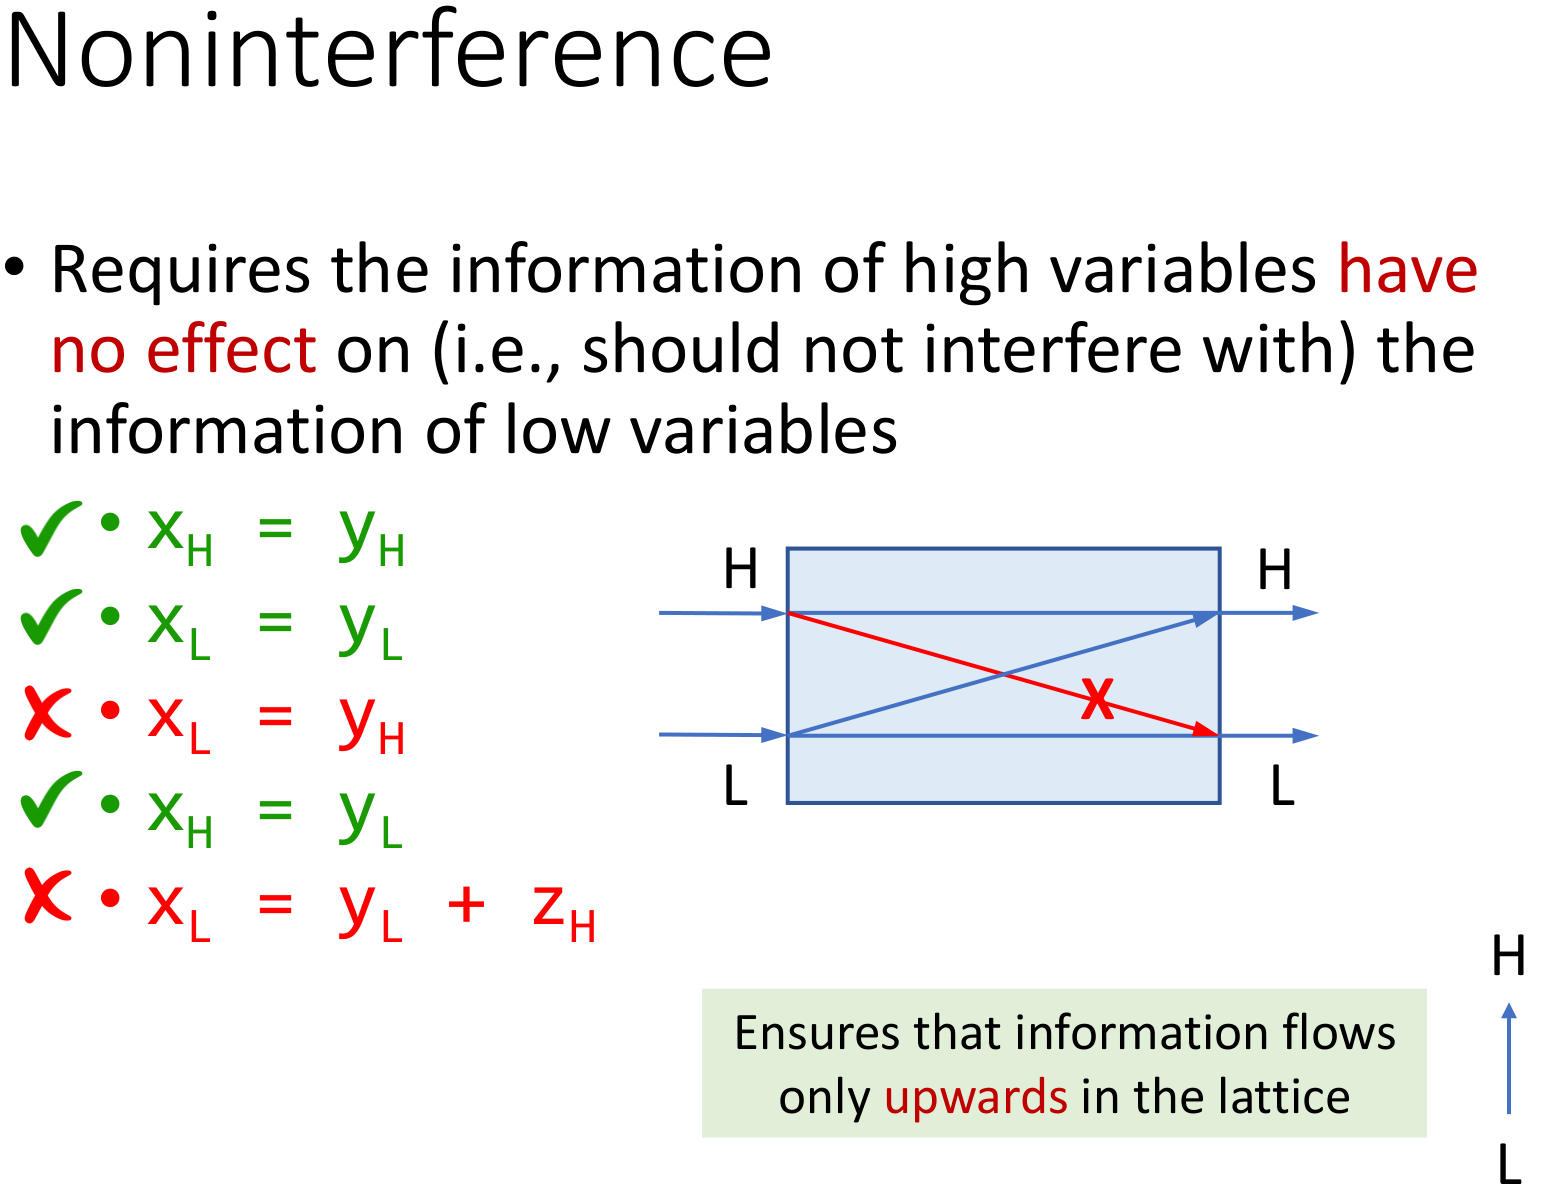 Noninterference
• Requires the information of high variables have
no effect on (i.e., should not interfere with) the
information of low variables
✔ • x_H = y_H
✔ • x_L = y_L
✘ • x_L = y_H
✔ • x_H = y_L
✘ • x_L = y_L + z_H
H H
X
L L
Ensures that information flows
only upwards in the lattice
H
L